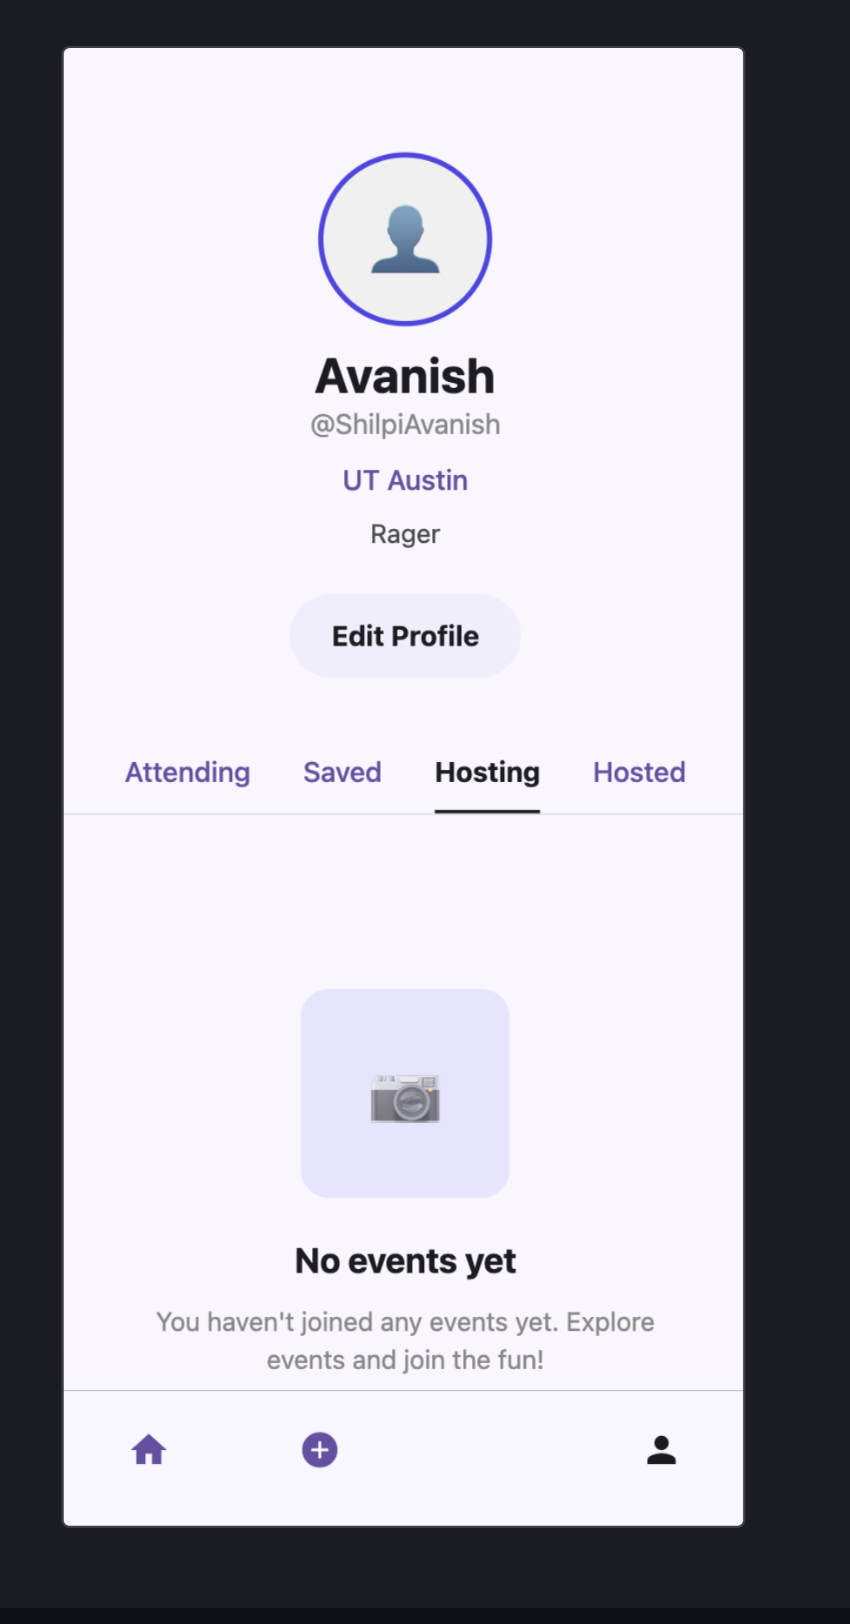 Avanish
@ShilpiAvanish
UT Austin
Rager
Edit Profile
Attending Saved Hosting Hosted
No events yet
You haven't joined any events yet. Explore
events and join the fun!